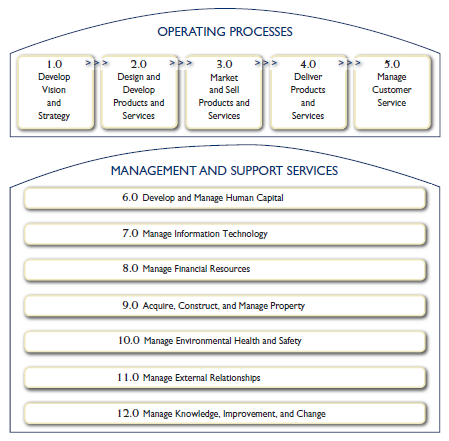 OPERATING PROCESSES
1.0 >>> 2.0 >>> 3.0 >>> 4.0 >>> 5.0
Develop
Vision
and
Strategy
Design and
Develop
Products and
Services
Market
and Sell
Products and
Services
Deliver
Products
and
Services
Manage
Customer
Service
MANAGEMENT AND SUPPORT SERVICES
6.0 Develop and Manage Human Capital
7.0 Manage Information Technology
8.0 Manage Financial Resources
9.0 Acquire, Construct, and Manage Property
10.0 Manage Environmental Health and Safety
11.0 Manage External Relationships
12.0 Manage Knowledge, Improvement, and Change